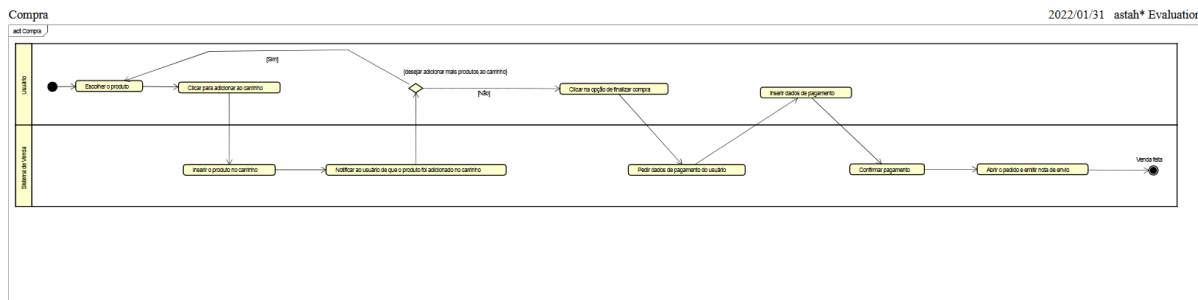 Compra
2022/01/31 astah* Evaluation
act Compra
Usuário
[Sim]
[desejar adicionar mais produtos ao carrinho]
Escolher o produto
Clicar para adicionar ao carrinho
[Não]
Clicar na opção de finalizar compra
Inserir dados de pagamento
Sistema de Venda
Inserir o produto no carrinho
Notificar ao usuário de que o produto foi adicionado no carrinho
Pedir dados de pagamento do usuário
Confirmar pagamento
Abrir o pedido e emitir nota de envio
Venda feita